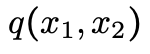 q(x₁, x₂)